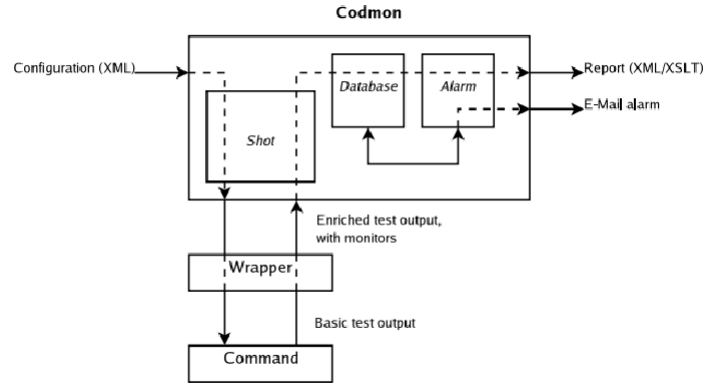 Codmon
Configuration (XML)
Report (XML/XSLT)
Database
Alarm
E-Mail alarm
Shot
Enriched test output,
with monitors
Wrapper
Basic test output
Command